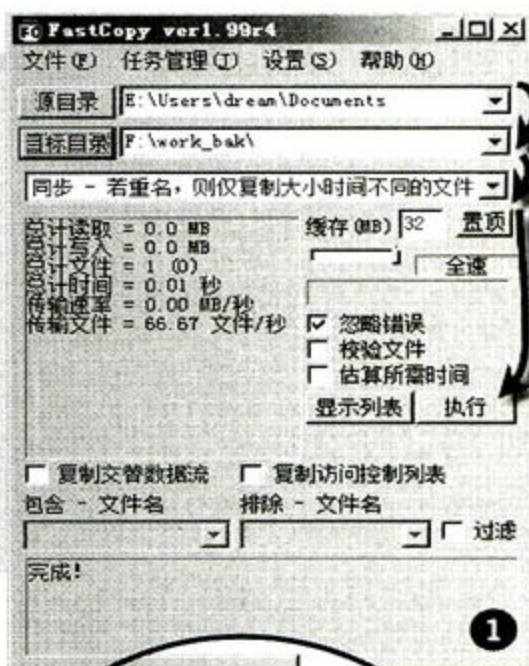 FastCopy ver1.99r4
文件(F) 任务管理(J) 设置(S) 帮助(H)
源目录 E:\Users\dream\Documents
目标目录 F:\work_bak\
同步 - 若重名，则仅复制大小时间不同的文件
总计读取 = 0.0 MB
总计写入 = 0.0 MB
总计文件 = 1 (0)
总计时间 = 0.01 秒
传输速率 = 0.00 MB/秒
传输文件 = 66.67 文件/秒
缓存(MB) 32 置顶
全速
忽略错误
校验文件
估算所需时间
显示列表 执行
复制交替数据流 复制访问控制列表
包含 - 文件名 排除 - 文件名
过滤
完成!
1